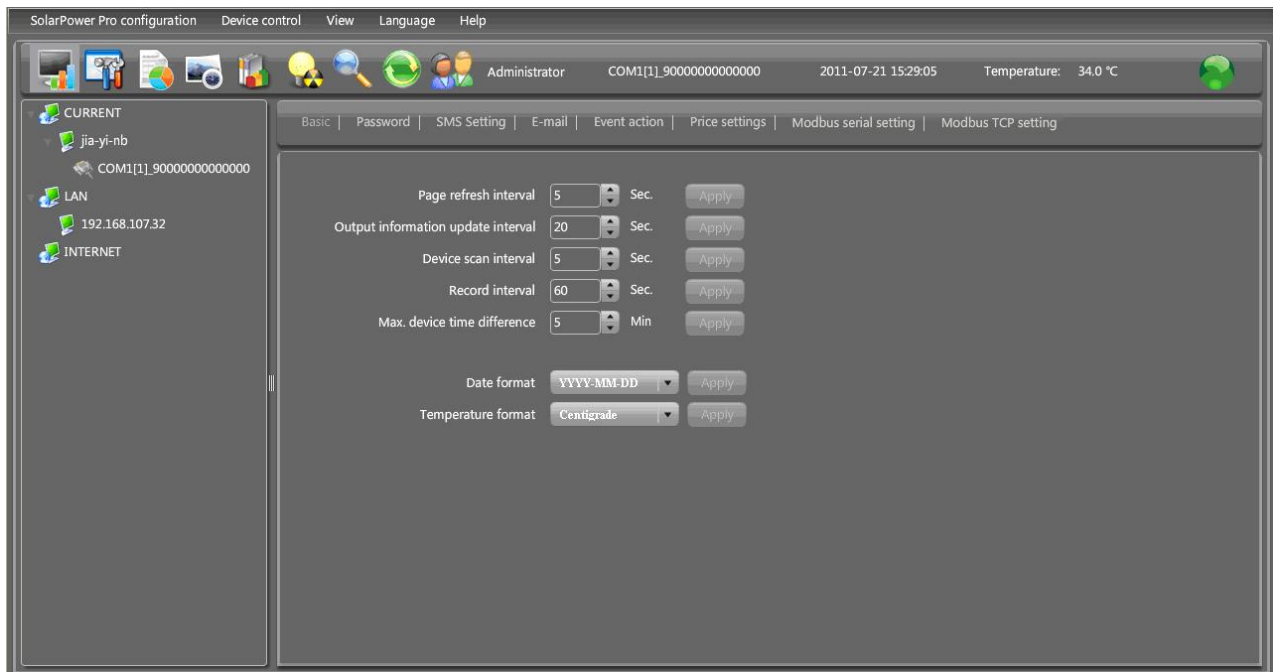 SolarPower Pro configuration Device control View Language Help
Administrator COM1[1]_90000000000000 2011-07-21 15:29:05 Temperature: 34.0 ℃
CURRENT
jia-yi-nb
COM1[1]_90000000000000
LAN
192.168.107.32
INTERNET
Basic | Password | SMS Setting | E-mail | Event action | Price settings | Modbus serial setting | Modbus TCP setting
Page refresh interval 5 Sec. Apply
Output information update interval 20 Sec. Apply
Device scan interval 5 Sec. Apply
Record interval 60 Sec. Apply
Max. device time difference 5 Min Apply
Date format YYYY-MM-DD Apply
Temperature format Centigrade Apply